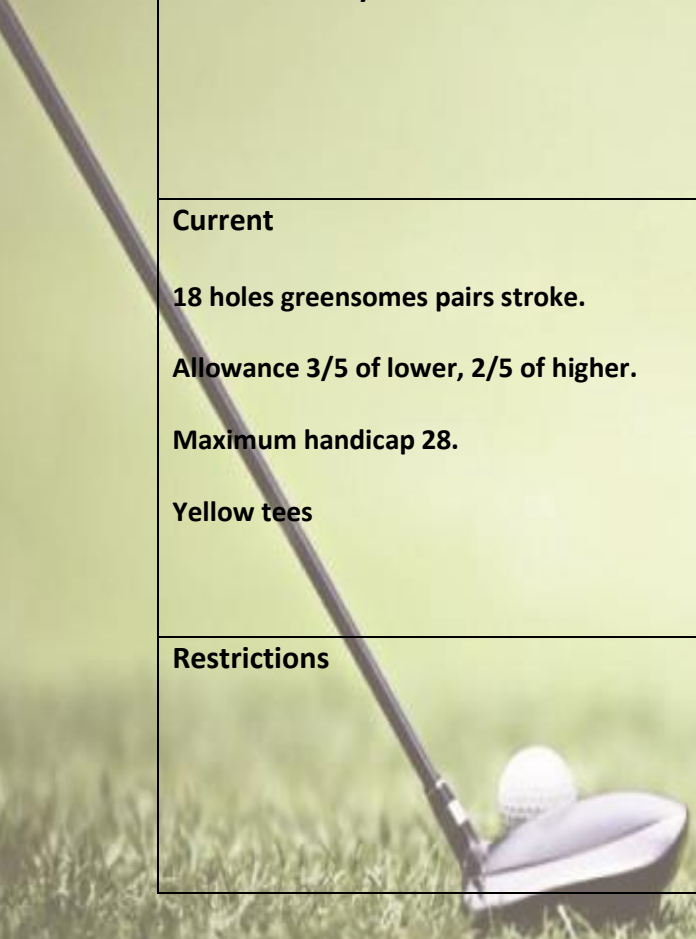 Current
18 holes greensomes pairs stroke.
Allowance 3/5 of lower, 2/5 of higher.
Maximum handicap 28.
Yellow tees
Restrictions